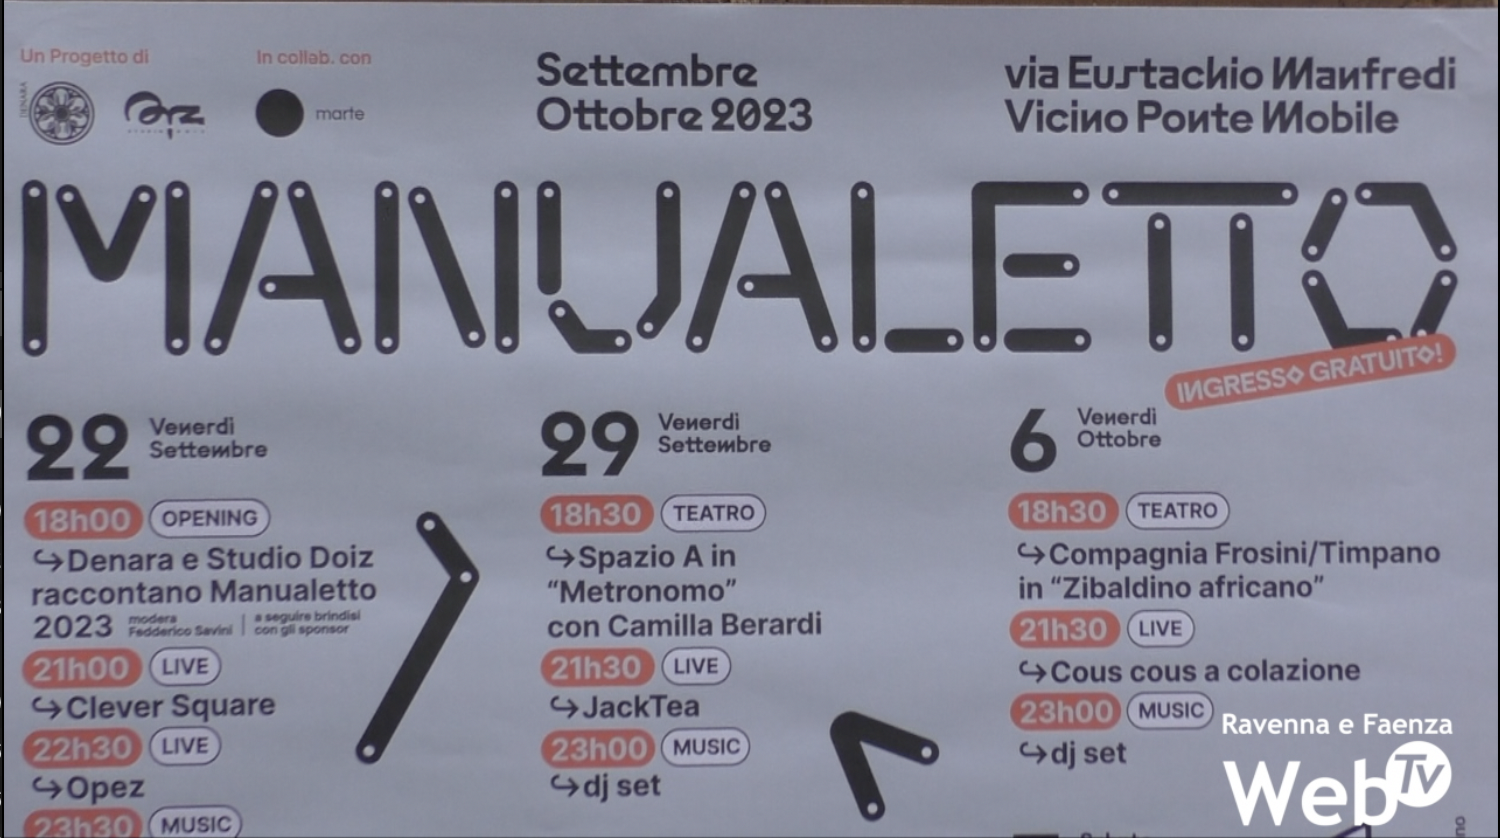 Un Progetto di
In collab. con
DENARA
marte
Settembre
Ottobre 2023
via Eustachio Manfredi
Vicino Ponte Mobile
MANUALETTO
INGRESSO GRATUITO!
22 Venerdì
Settembre
18h00 OPENING
↪Denara e Studio Doiz
raccontano Manualetto
2023 modera
Fedderico Savini | a seguire brindisi
con gli sponsor
21h00 LIVE
↪Clever Square
22h30 LIVE
↪Opez
23h30 MUSIC
29 Venerdì
Settembre
18h30 TEATRO
↪Spazio A in
“Metronomo”
con Camilla Berardi
21h30 LIVE
↪JackTea
23h00 MUSIC
↪dj set
6 Venerdì
Ottobre
18h30 TEATRO
↪Compagnia Frosini/Timpano
in “Zibaldino africano”
21h30 LIVE
↪Cous cous a colazione
23h00 MUSIC
↪dj set
Ravenna e Faenza
WebTv